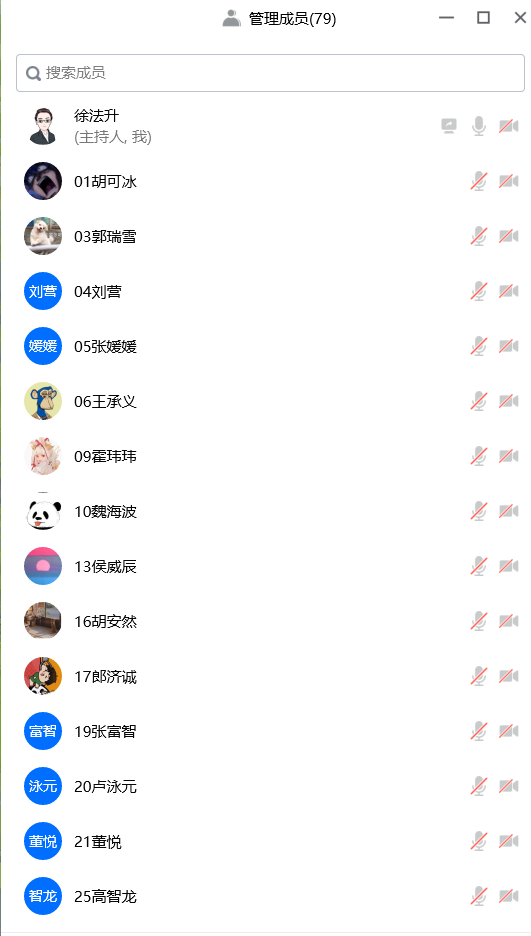 管理成员(79)
搜索成员
徐法升
(主持人, 我)
01胡可冰
03郭瑞雪
刘营 04刘营
媛媛 05张媛媛
06王承义
09霍玮玮
10魏海波
13侯威辰
16胡安然
17郎济诚
富智 19张富智
泳元 20卢泳元
董悦 21董悦
智龙 25高智龙